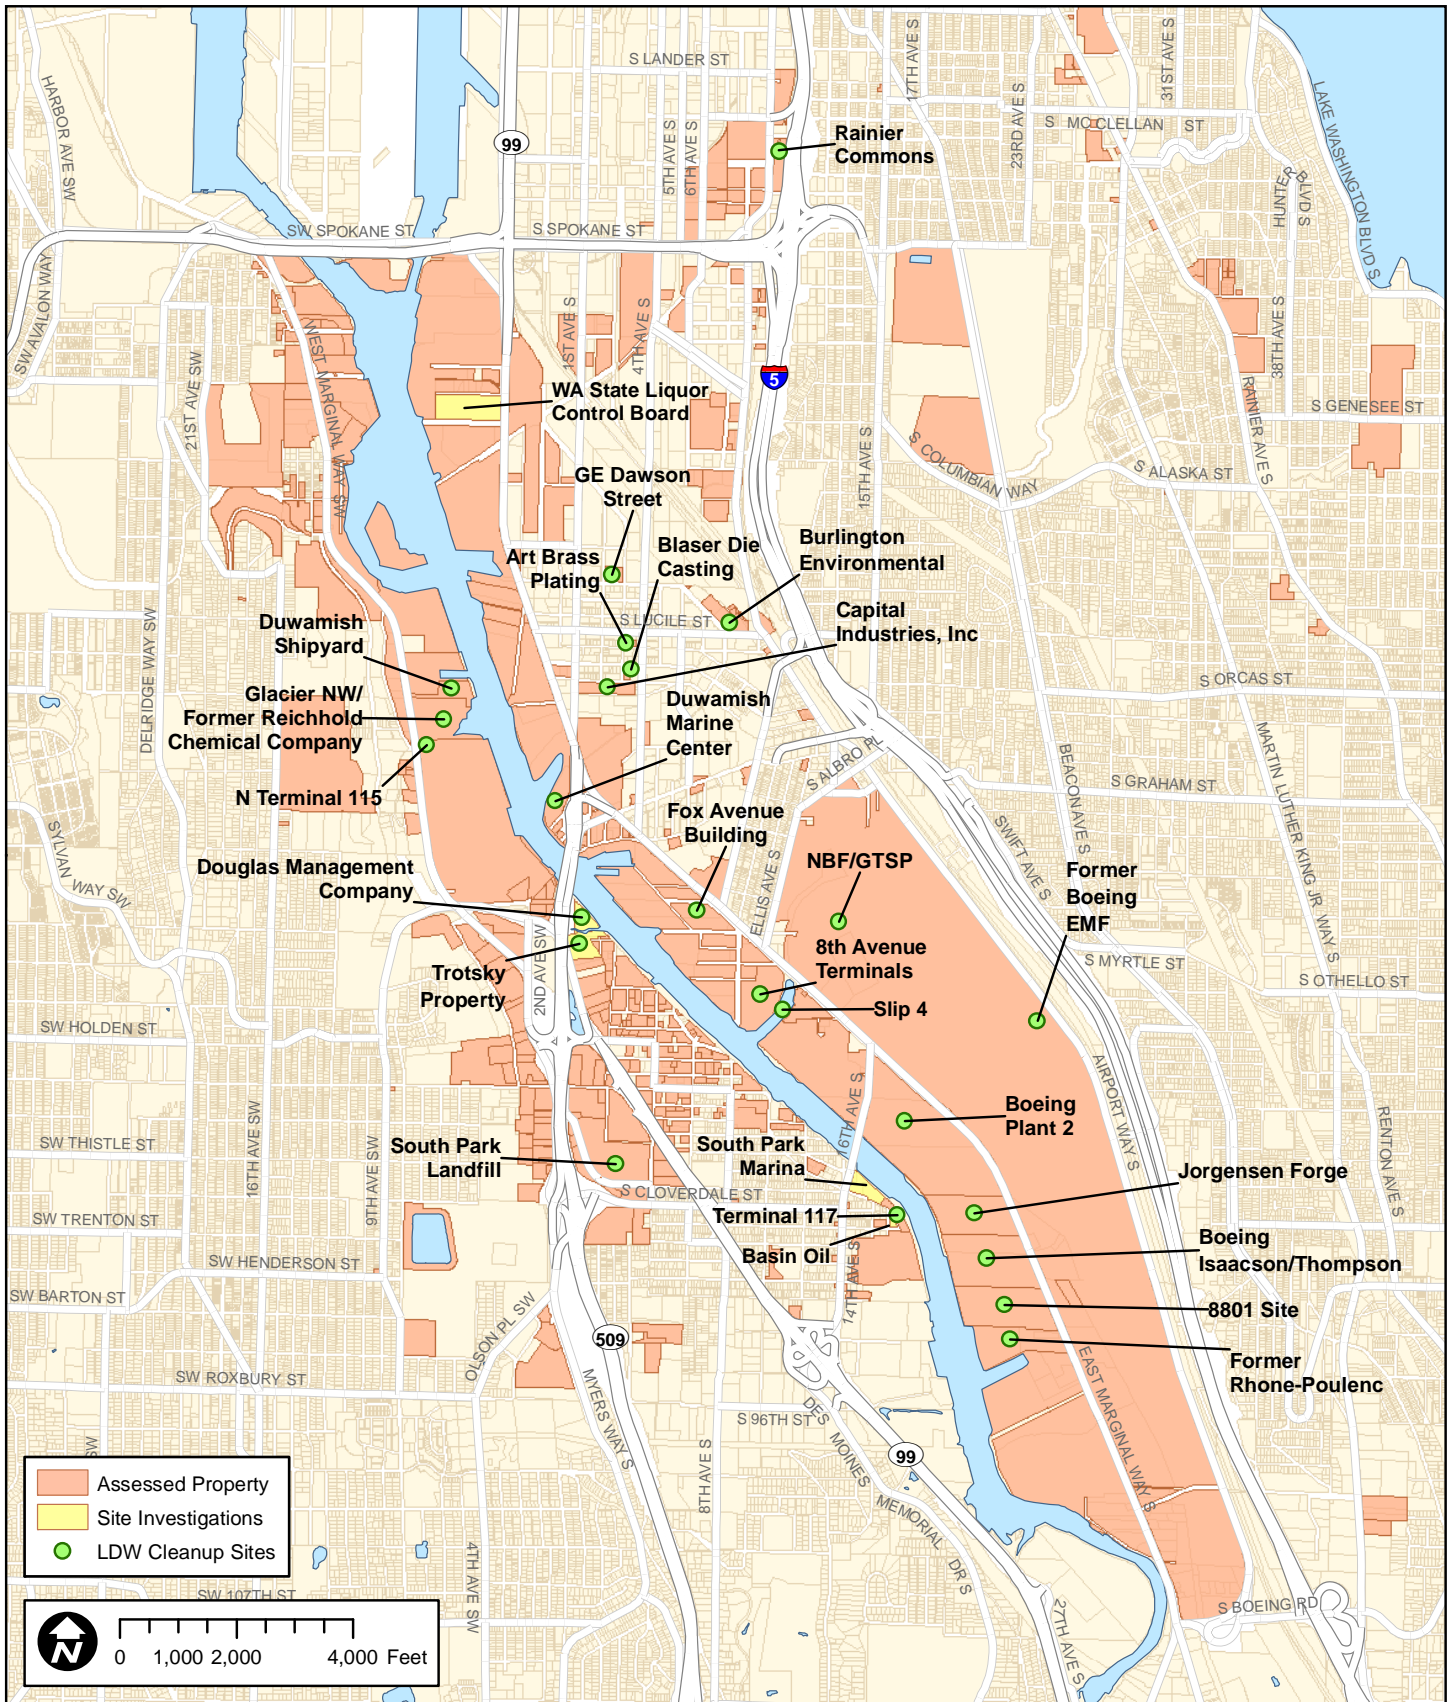 S LANDER ST
HARBOR AVE SW
99
5TH AVE S
6TH AVE S
17TH AVE S
23RD AVE S
31ST AVE S
S MC CLELLAN ST
LAKE WASHINGTON BLVD S
HUNTER
BLVD S
Rainier
Commons
SW SPOKANE ST
S SPOKANE ST
SW AVALON WAY
WEST MARGINAL WAY SW
1ST AVE S
4TH AVE S
38TH AVE S
21ST AVE SW
5
RAINIER AVE S
S GENESEE ST
WA State Liquor
Control Board
15TH AVE S
S COLUMBIAN WAY
S ALASKA ST
GE Dawson
Street
Art Brass
Plating
Blaser Die
Casting
Burlington
Environmental
S LUCILE ST
Capital
Industries, Inc
DELRIDGE WAY SW
Duwamish
Shipyard
Glacier NW/
Former Reichhold
Chemical Company
N Terminal 115
Duwamish
Marine
Center
S ORCAS ST
S ALBRO PL
BEACON AVE S
MARTIN LUTHER KING JR WAY S
S GRAHAM ST
SWIFT AVE S
SYLVAN WAY SW
Fox Avenue
Building
ELLIS AVE S
NBF/GTSP
Former
Boeing
EMF
Douglas Management
Company
Trotsky
Property
2ND AVE SW
8th Avenue
Terminals
Slip 4
S MYRTLE ST
S OTHELLO ST
SW HOLDEN ST
AIRPORT WAY S
16TH AVE S
Boeing
Plant 2
RENTON AVE S
SW THISTLE ST
16TH AVE SW
9TH AVE SW
South Park
Landfill
South Park
Marina
S CLOVERDALE ST
Jorgensen Forge
Terminal 117
Basin Oil
14TH AVE S
SW TRENTON ST
SW HENDERSON ST
SW BARTON ST
Boeing
Isaacson/Thompson
8801 Site
OLSON PL SW
509
Former
Rhone-Poulenc
SW ROXBURY ST
MYERS WAY S
S 96TH ST
DES MOINES MEMORIAL DR S
EAST MARGINAL WAY S
8TH AVE S
99
SW
Assessed Property
Site Investigations
LDW Cleanup Sites
4TH AVE SW
SW 107TH ST
27TH AVE S
S BOEING RD
N
0 1,000 2,000 4,000 Feet